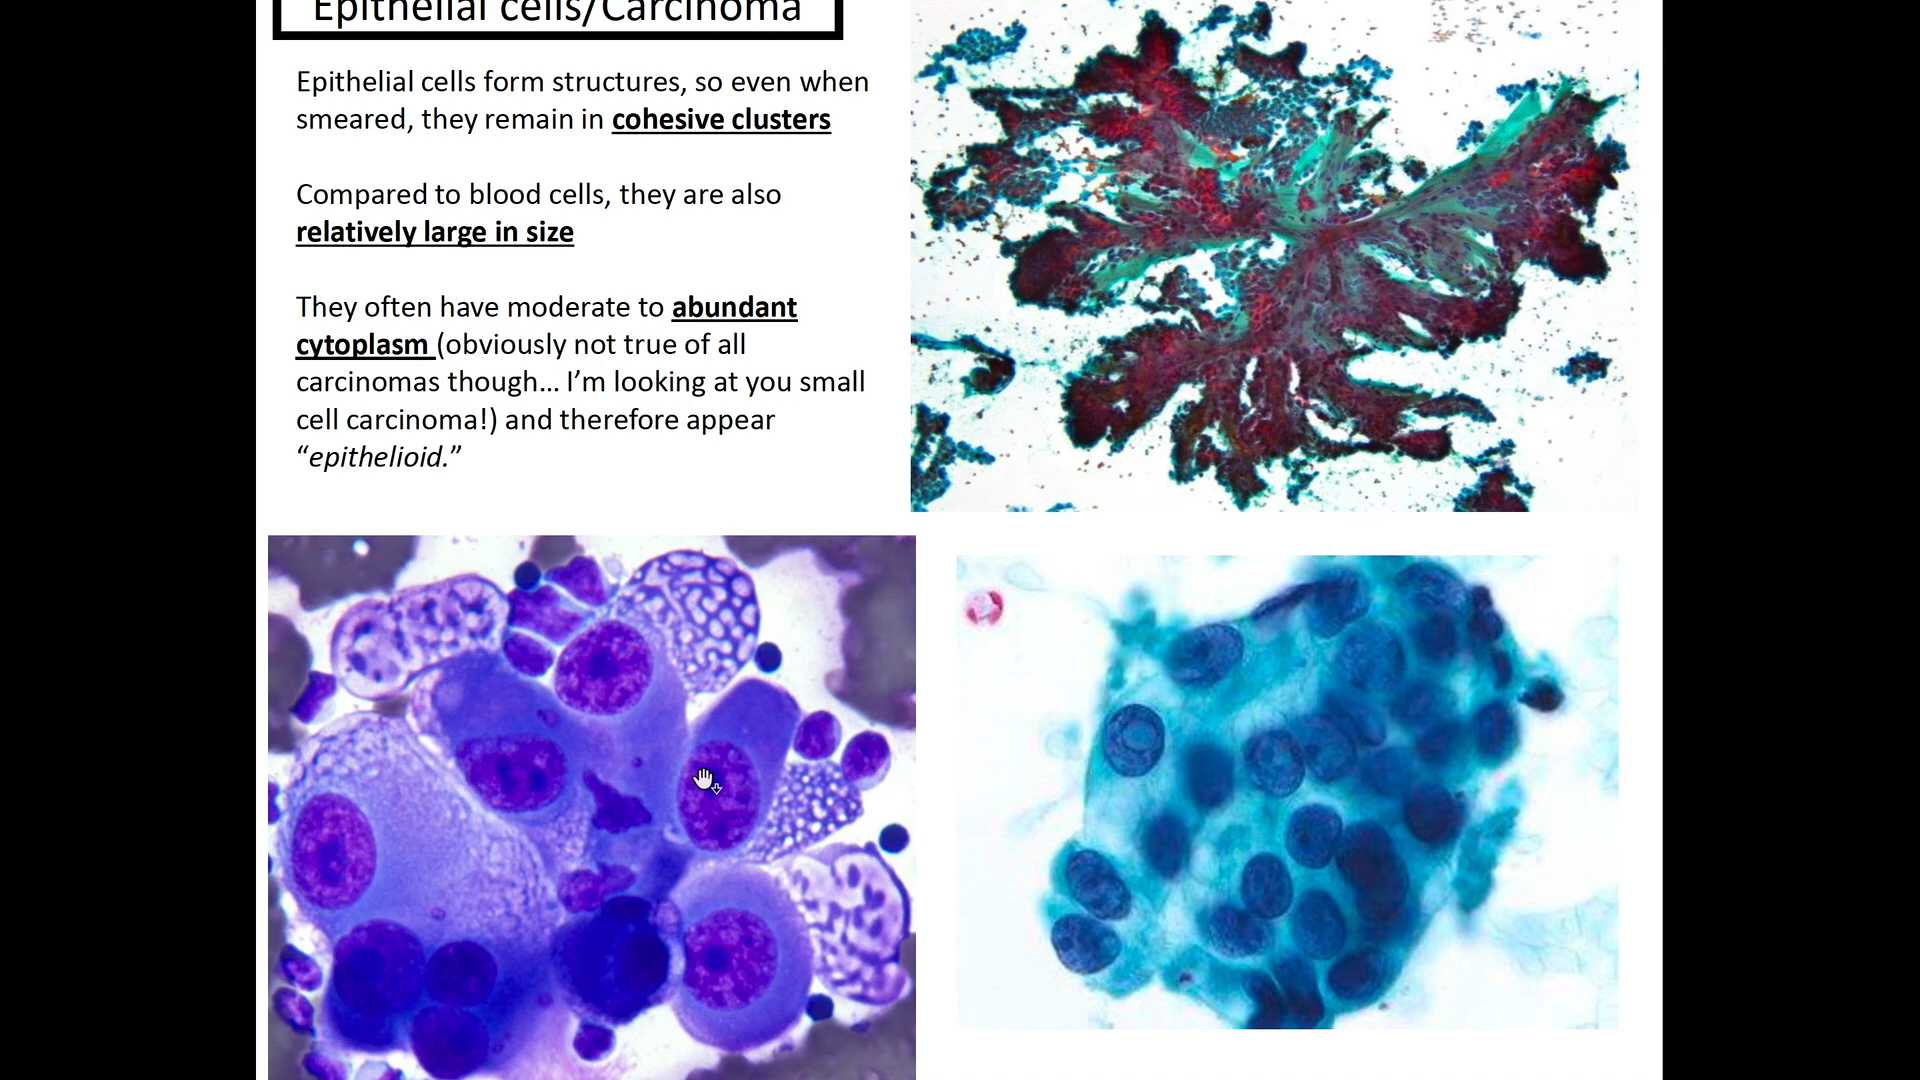 Epithelial cells/Carcinoma
Epithelial cells form structures, so even when
smeared, they remain in cohesive clusters
Compared to blood cells, they are also
relatively large in size
They often have moderate to abundant
cytoplasm (obviously not true of all
carcinomas though… I’m looking at you small
cell carcinoma!) and therefore appear
“epithelioid.”